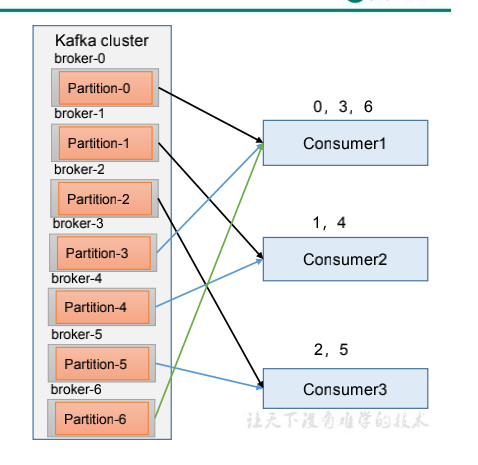 Kafka cluster
broker-0
Partition-0
broker-1
Partition-1
broker-2
Partition-2
broker-3
Partition-3
broker-4
Partition-4
broker-5
Partition-5
broker-6
Partition-6
0, 3, 6
Consumer1
1, 4
Consumer2
2, 5
Consumer3
让天下没有难学的技术